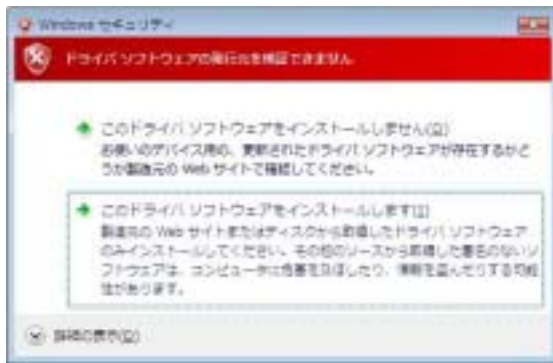 Windows セキュリティ
ドライバ ソフトウェアの発行元を検証できません
このドライバ ソフトウェアをインストールしません(N)
お使いのデバイス用の、更新されたドライバ ソフトウェアが存在するかど
うか製造元の Web サイトで確認してください。
このドライバ ソフトウェアをインストールします(I)
製造元の Web サイトまたはディスクから取得したドライバ ソフトウェア
のみインストールしてください。その他のソースから取得した署名のないソ
フトウェアは、コンピュータに危害を及ぼしたり、情報を盗んだりする可能
性があります。
詳細の表示(D)